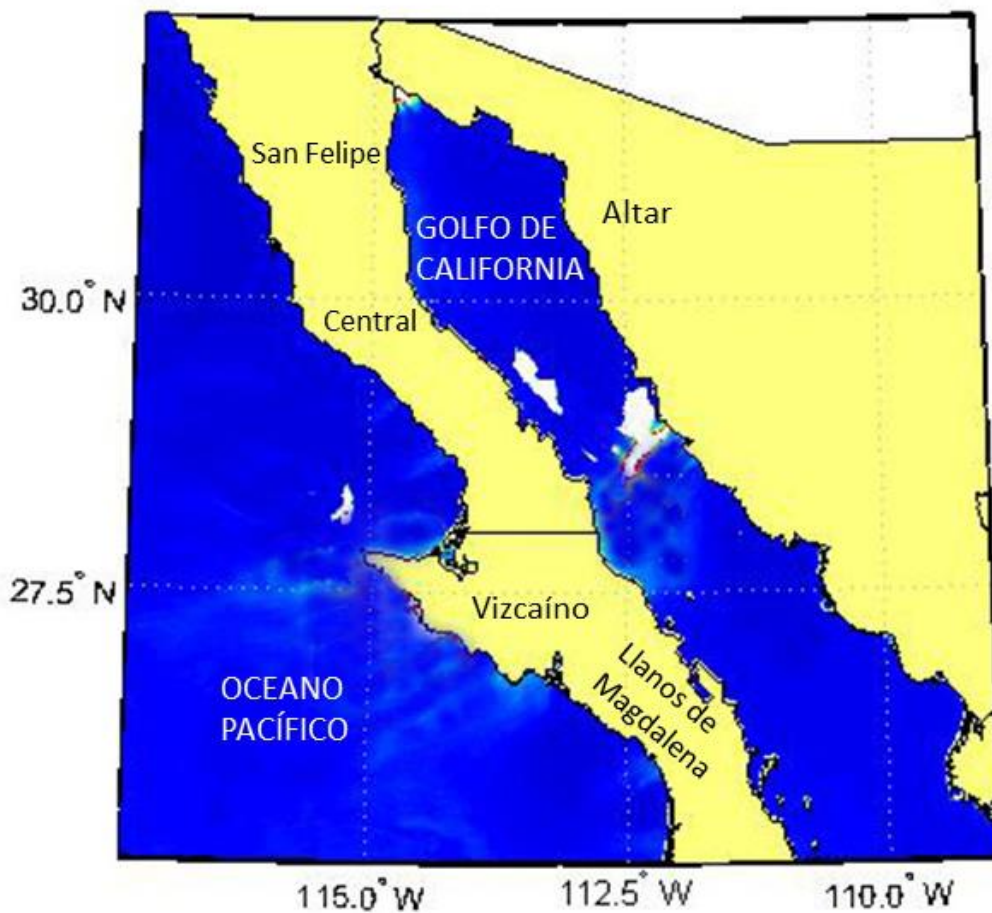 San Felipe
Altar
GOLFO DE
CALIFORNIA
30.0° N
Central
27.5° N
Vizcaíno
Llanos de
Magdalena
OCEANO
PACÍFICO
115.0° W
112.5° W
110.0° W